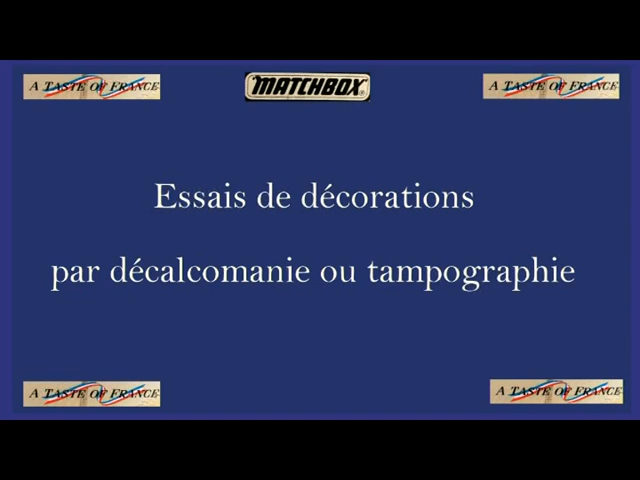 A TASTE OF FRANCE
MATCHBOX
A TASTE OF FRANCE
Essais de décorations
par décalcomanie ou tampographie
A TASTE OF FRANCE
A TASTE OF FRANCE